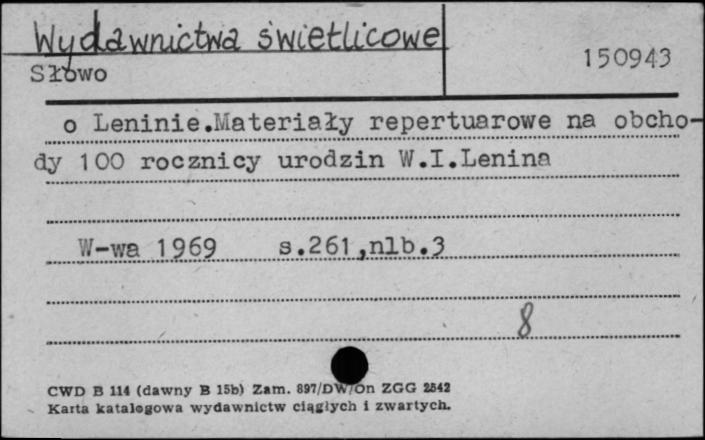 Wydawnictwa świetlicowe
150943
Słowo
o Leninie.Materiały repertuarowe na obcho-
dy 100 rocznicy urodzin W.I.Lenina
W-wa 1969 s.261,nlb.3
8
CWD B 114 (dawny B 15b) Zam. 897/DW/On ZGG 2542
Karta katalogowa wydawnictw ciągłych i zwartych.